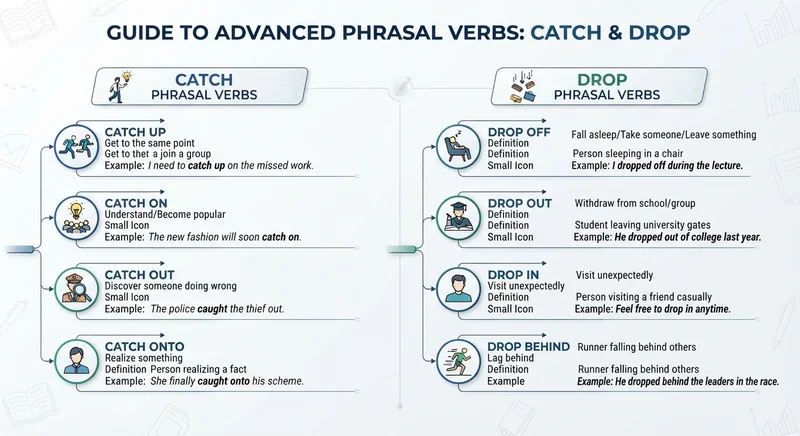 GUIDE TO ADVANCED PHRASAL VERBS: CATCH & DROP
CATCH
PHRASAL VERBS
CATCH UP
Get to the same point
Get to thet a join a group
Example: I need to catch up on the missed work.
CATCH ON
Understand/Become popular
Small Icon
Example: The new fashion will soon catch on.
CATCH OUT
Discover someone doing wrong
Small Icon
Example: The police caught the thief out.
CATCH ONTO
Realize something
Definition Person realizing a fact
Example: She finally caught onto his scheme.
DROP
PHRASAL VERBS
DROP OFF Fall asleep/Take someone/Leave something
Definition
Definition Person sleeping in a chair
Small Icon Example: I dropped off during the lecture.
DROP OUT Withdraw from school/group
Definition
Definition Student leaving university gates
Small Icon Example: He dropped out of college last year.
DROP IN Visit unexpectedly
Visit unexpectedly
Definition Person visiting a friend casually
Small Icon Example: Feel free to drop in anytime.
DROP BEHIND Runner falling behind others
Lag behind
Definition Runner falling behind others
Example Example: He dropped behind the leaders in the race.